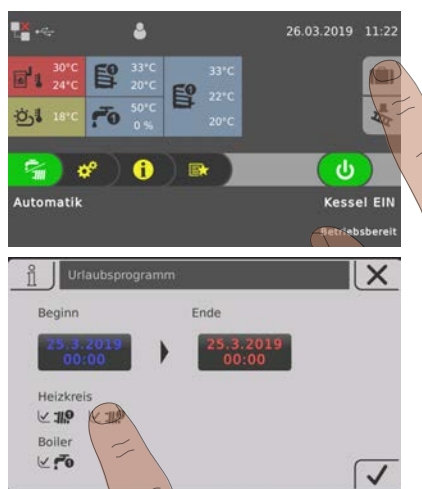 26.03.2019 11:22
30°C 33°C 33°C
24°C 20°C
22°C
18°C 50°C
0 % 20°C
Automatik Kessel EIN
Betriebsbereit
Urlaubsprogramm
Beginn Ende
25.3.2019 25.3.2019
00:00 00:00
Heizkreis
Boiler